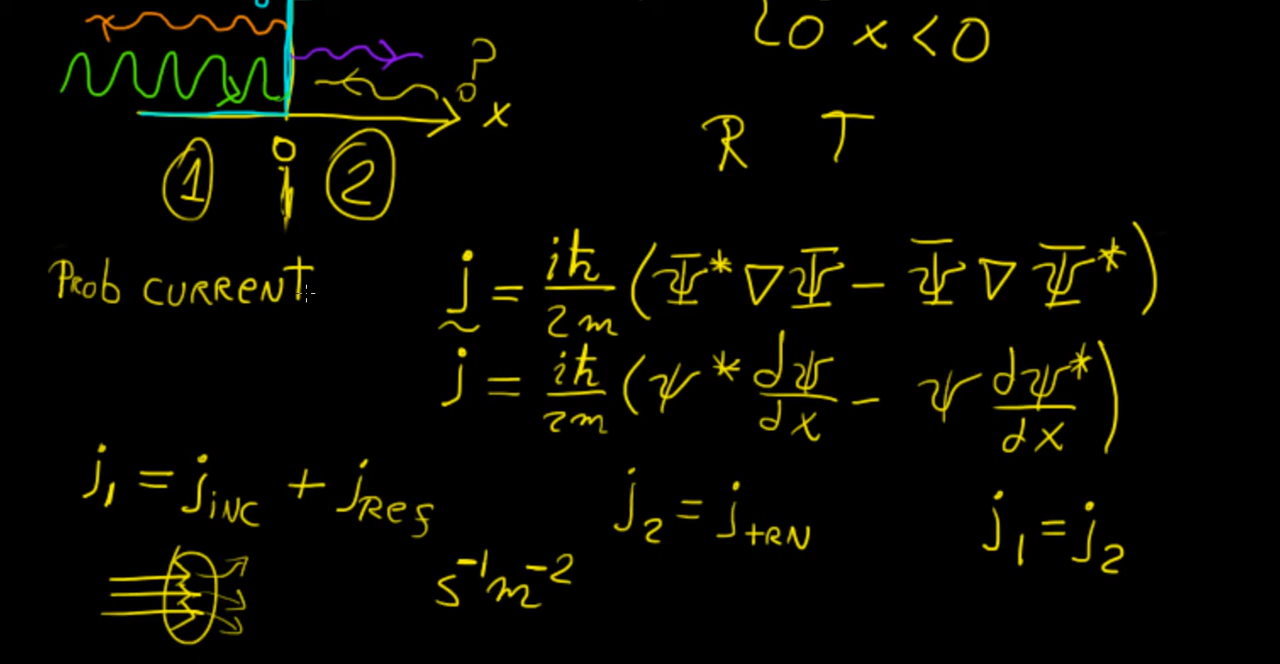 {0 x < 0
?
x
R T
① 0 ②
PROB CURRENT
j = iħ/2m (Ψ* ∇ Ψ − Ψ ∇ Ψ*)
j = iħ/2m (ψ* dψ/dx − ψ dψ*/dx)
j₁ = jINC + jREf
j₂ = jtRN
j₁ = j₂
s⁻¹m⁻²